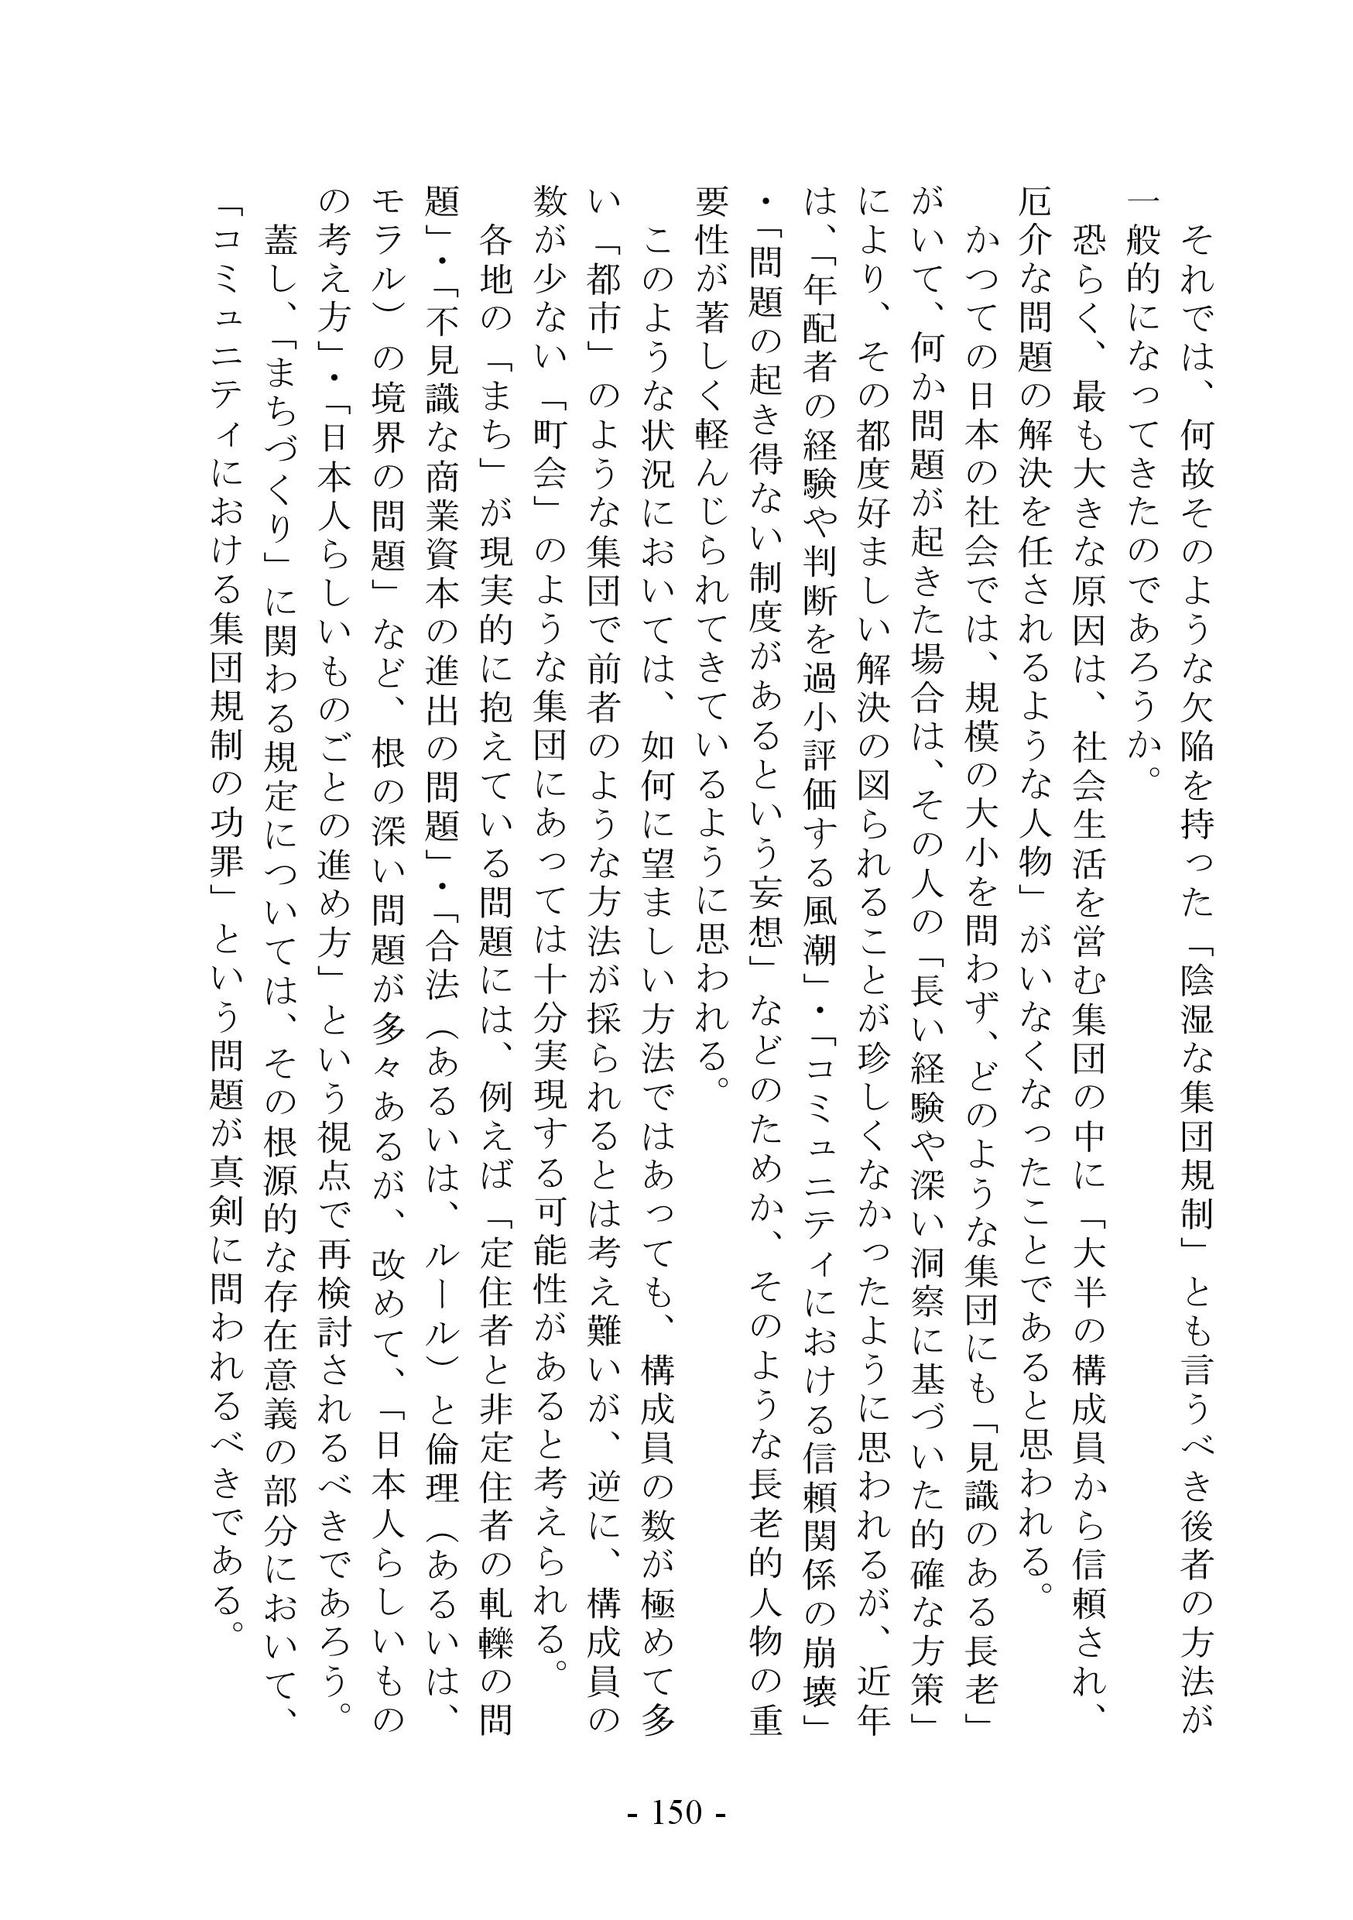 それでは、何故そのような欠陥を持った「陰湿な集団規制」とも言うべき後者の方法が
一般的になってきたのであろうか。
　恐らく、最も大きな原因は、社会生活を営む集団の中に「大半の構成員から信頼され、
厄介な問題の解決を任されるような人物」がいなくなったことであると思われる。
　かつての日本の社会では、規模の大小を問わず、どのような集団にも「見識のある長老」
がいて、何か問題が起きた場合は、その人の「長い経験や深い洞察に基づいた的確な方策」
により、その都度好ましい解決の図られることが珍しくなかったように思われるが、近年
は、「年配者の経験や判断を過小評価する風潮」・「コミュニティにおける信頼関係の崩壊」
・「問題の起き得ない制度があるという妄想」などのためか、そのような長老的人物の重
要性が著しく軽んじられてきているように思われる。
　このような状況においては、如何に望ましい方法ではあっても、構成員の数が極めて多
い「都市」のような集団で前者のような方法が採られるとは考え難いが、逆に、構成員の
数が少ない「町会」のような集団にあっては十分実現する可能性があると考えられる。
　各地の「まち」が現実的に抱えている問題には、例えば「定住者と非定住者の軋轢の問
題」・「不見識な商業資本の進出の問題」・「合法（あるいは、ルール）と倫理（あるいは、
モラル）の境界の問題」など、根の深い問題が多々あるが、改めて、「日本人らしいもの
の考え方」・「日本人らしいものごとの進め方」という視点で再検討されるべきであろう。
　蓋し、「まちづくり」に関わる規定については、その根源的な存在意義の部分において、
「コミュニティにおける集団規制の功罪」という問題が真剣に問われるべきである。
- 150 -